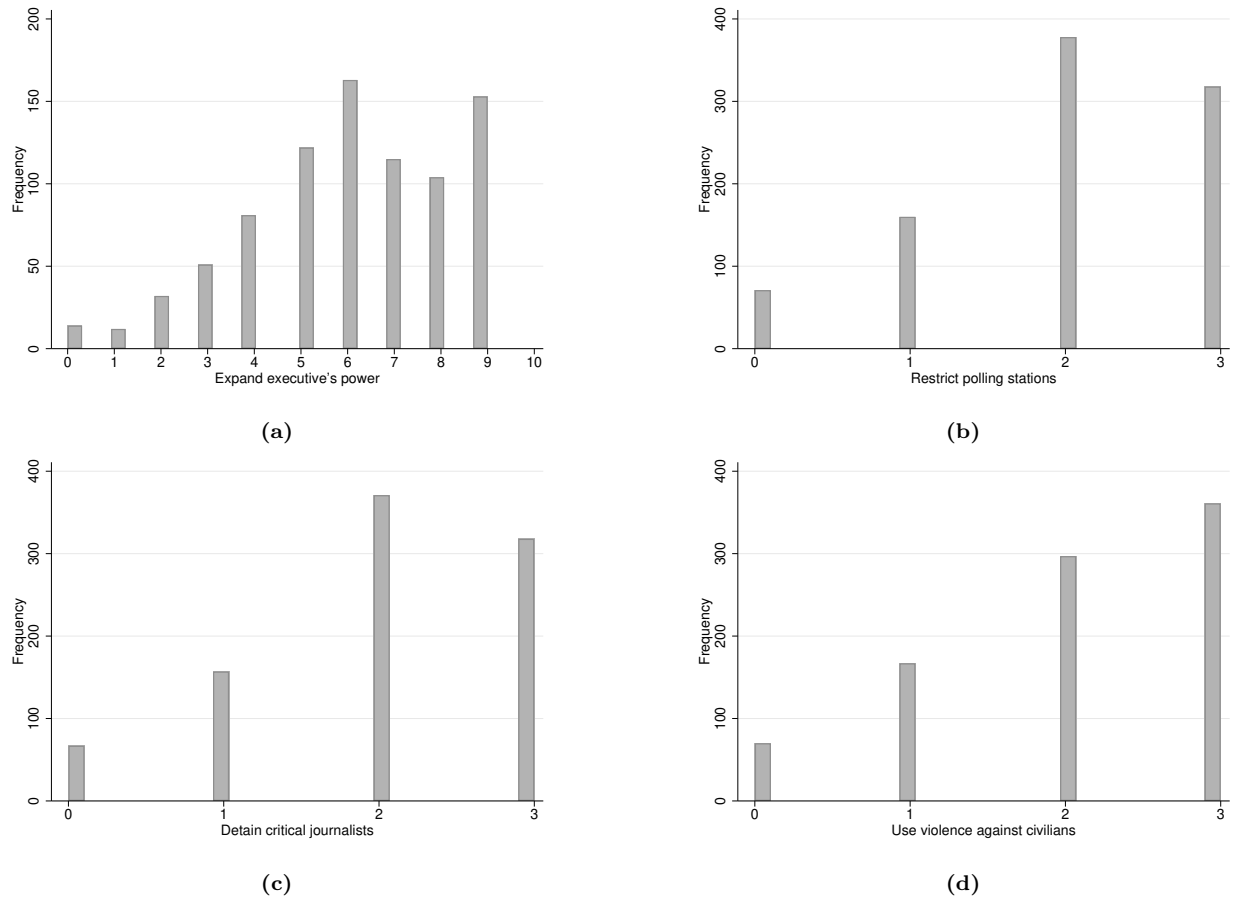 200
150
100
50
0
Frequency
0 1 2 3 4 5 6 7 8 9 10
Expand executive's power
(a)
400
300
200
100
0
Frequency
0 1 2 3
Restrict polling stations
(b)
400
300
200
100
0
Frequency
0 1 2 3
Detain critical journalists
(c)
400
300
200
100
0
Frequency
0 1 2 3
Use violence against civilians
(d)